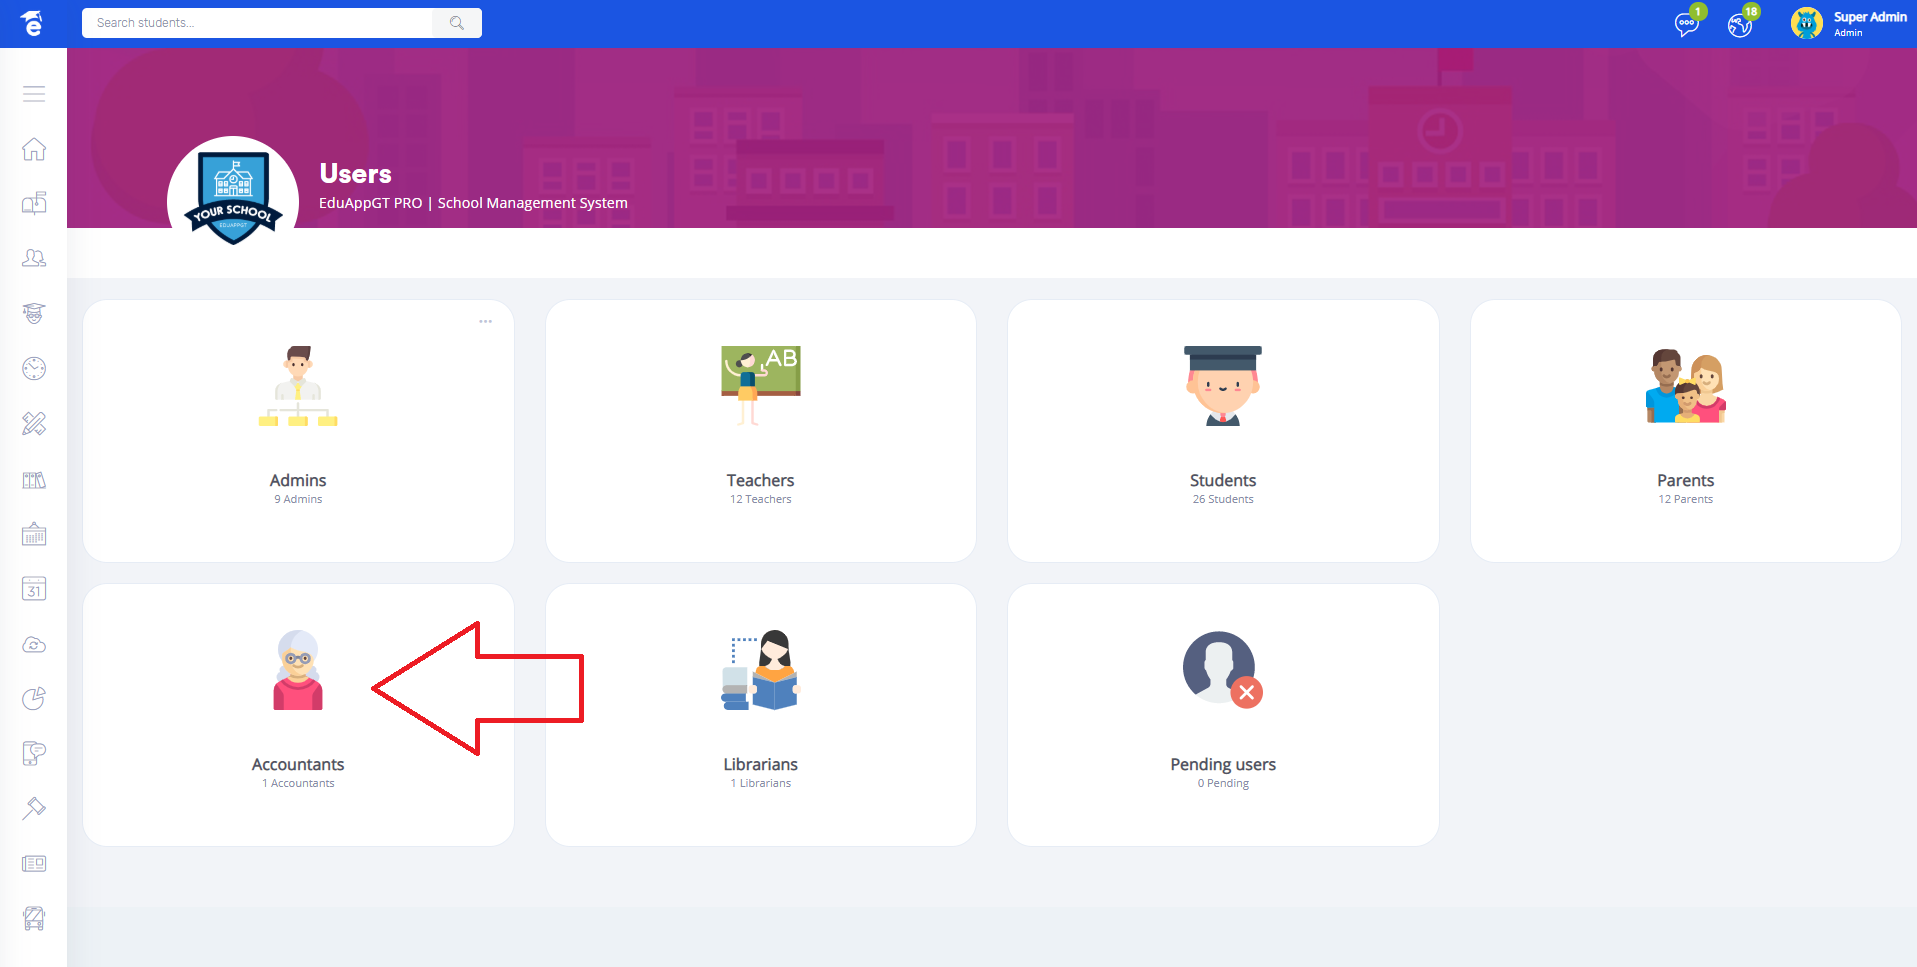 e
Search students...
1
18
Super Admin
Admin
YOUR SCHOOL
EDUAPPGT
Users
EduAppGT PRO | School Management System
AB
Admins
9 Admins
Teachers
12 Teachers
Students
26 Students
Parents
12 Parents
31
Accountants
1 Accountants
Librarians
1 Librarians
Pending users
0 Pending